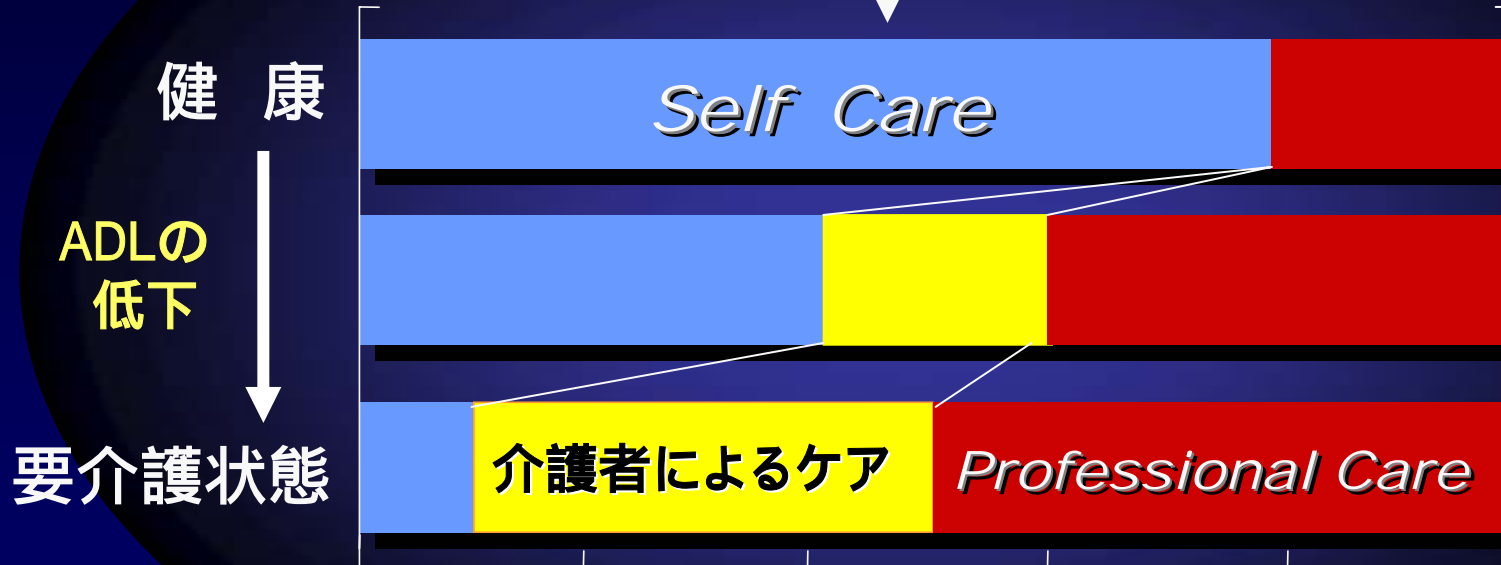 健 康
Self Care
ADLの
低下
要介護状態
介護者によるケア
Professional Care